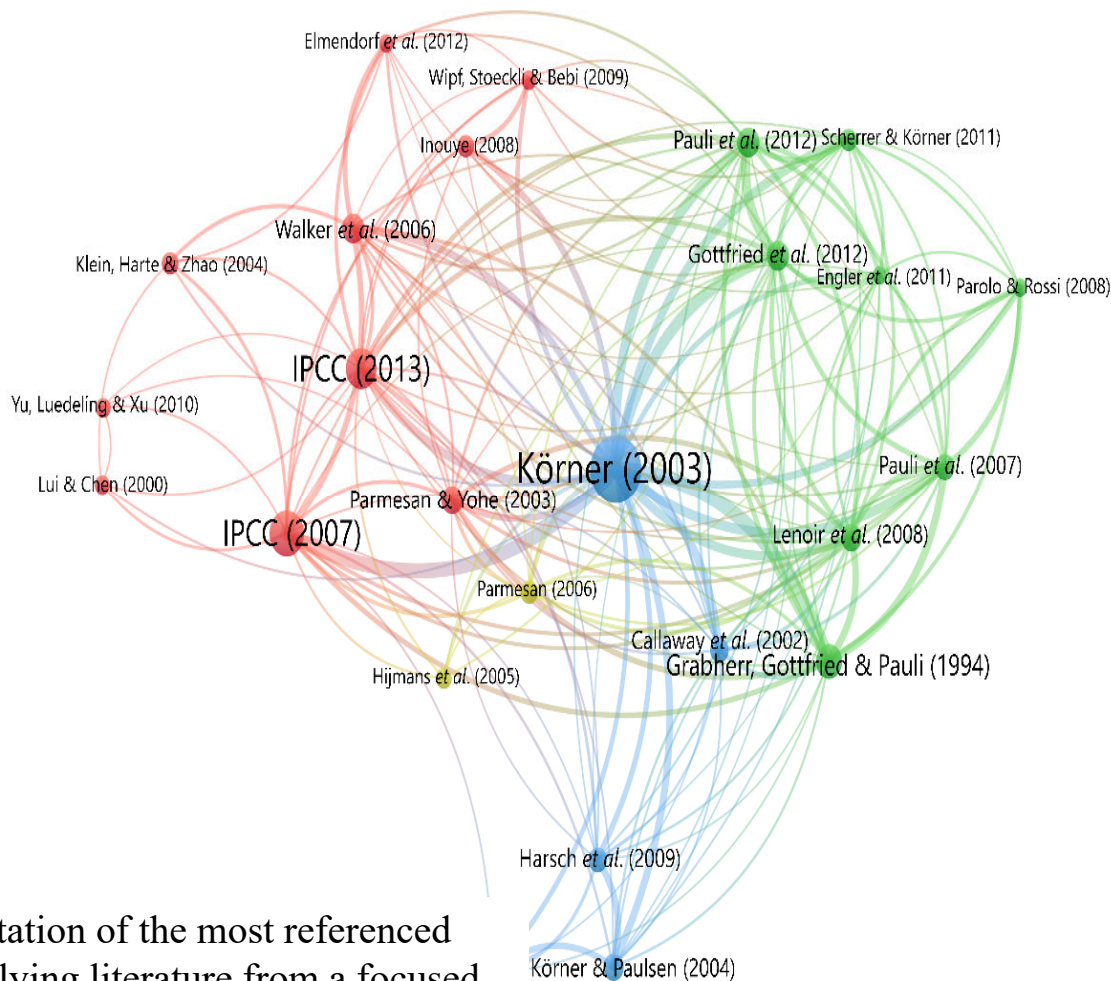 Elmendorf et al. (2012)
Wipf, Stoeckli & Bebi (2009)
Inouye (2008)
Pauli et al. (2012)
Scherrer & Körner (2011)
Walker et al. (2006)
Gottfried et al. (2012)
Klein, Harte & Zhao (2004)
Engler et al. (2011)
Parolo & Rossi (2008)
IPCC (2013)
Yu, Luedeling & Xu (2010)
Körner (2003)
Pauli et al. (2007)
Lui & Chen (2000)
Parmesan & Yohe (2003)
IPCC (2007)
Lenoir et al. (2008)
Parmesan (2006)
Callaway et al. (2002)
Grabherr, Gottfried & Pauli (1994)
Hijmans et al. (2005)
Harsch et al. (2009)
tation of the most referenced
lying literature from a focused
Körner & Paulsen (2004)